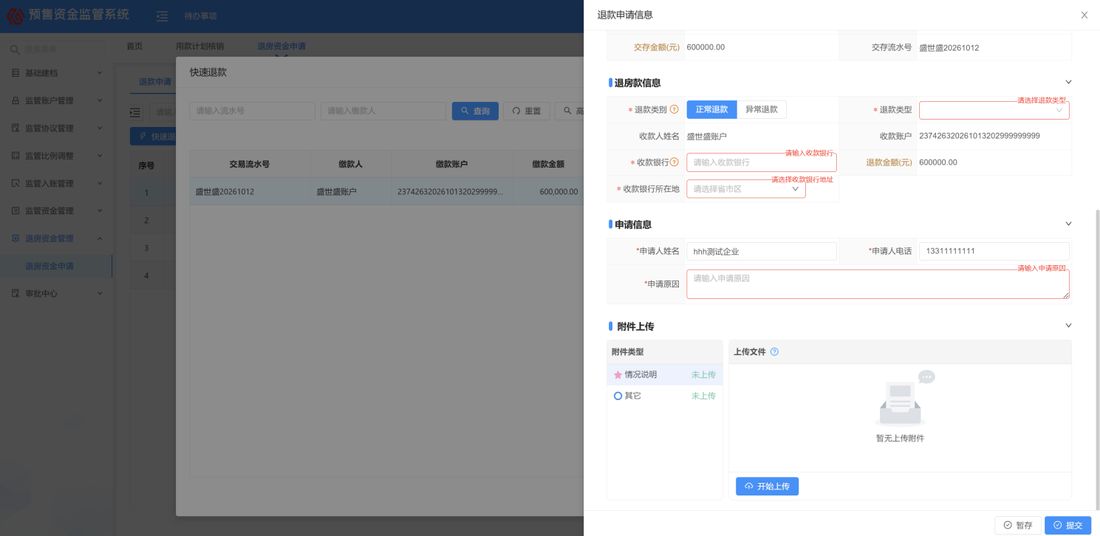 预售资金监管系统
待办事项
首页
用款计划核销
退房资金申请
基础建档
监管账户管理
监管协议管理
监管比例调整
监管入账管理
监管资金管理
退房资金管理
退房资金申请
审批中心
退款申请
快速退
序号
1
2
3
4
快速退款
请输入流水号
请输入缴款人
查询
重置
高
交易流水号
缴款人
缴款账户
缴款金额
盛世盛20261012
盛世盛账户
23742632026101320299999...
600,000.00
退款申请信息
交存金额(元)
600000.00
交存流水号
盛世盛20261012
退房款信息
* 退款类别
正常退款
异常退款
* 退款类型
请选择退款类型
收款人姓名
盛世盛账户
收款账户
237426320261013202999999999
* 收款银行
请输入收款银行
请输入收款银行
退款金额(元)
600000.00
* 收款银行所在地
请选择省市区
请选择收款银行地址
申请信息
*申请人姓名
hhh测试企业
*申请人电话
13311111111
*申请原因
请输入申请原因
请输入申请原因
附件上传
附件类型
上传文件
情况说明
未上传
其它
未上传
暂无上传附件
开始上传
暂存
提交